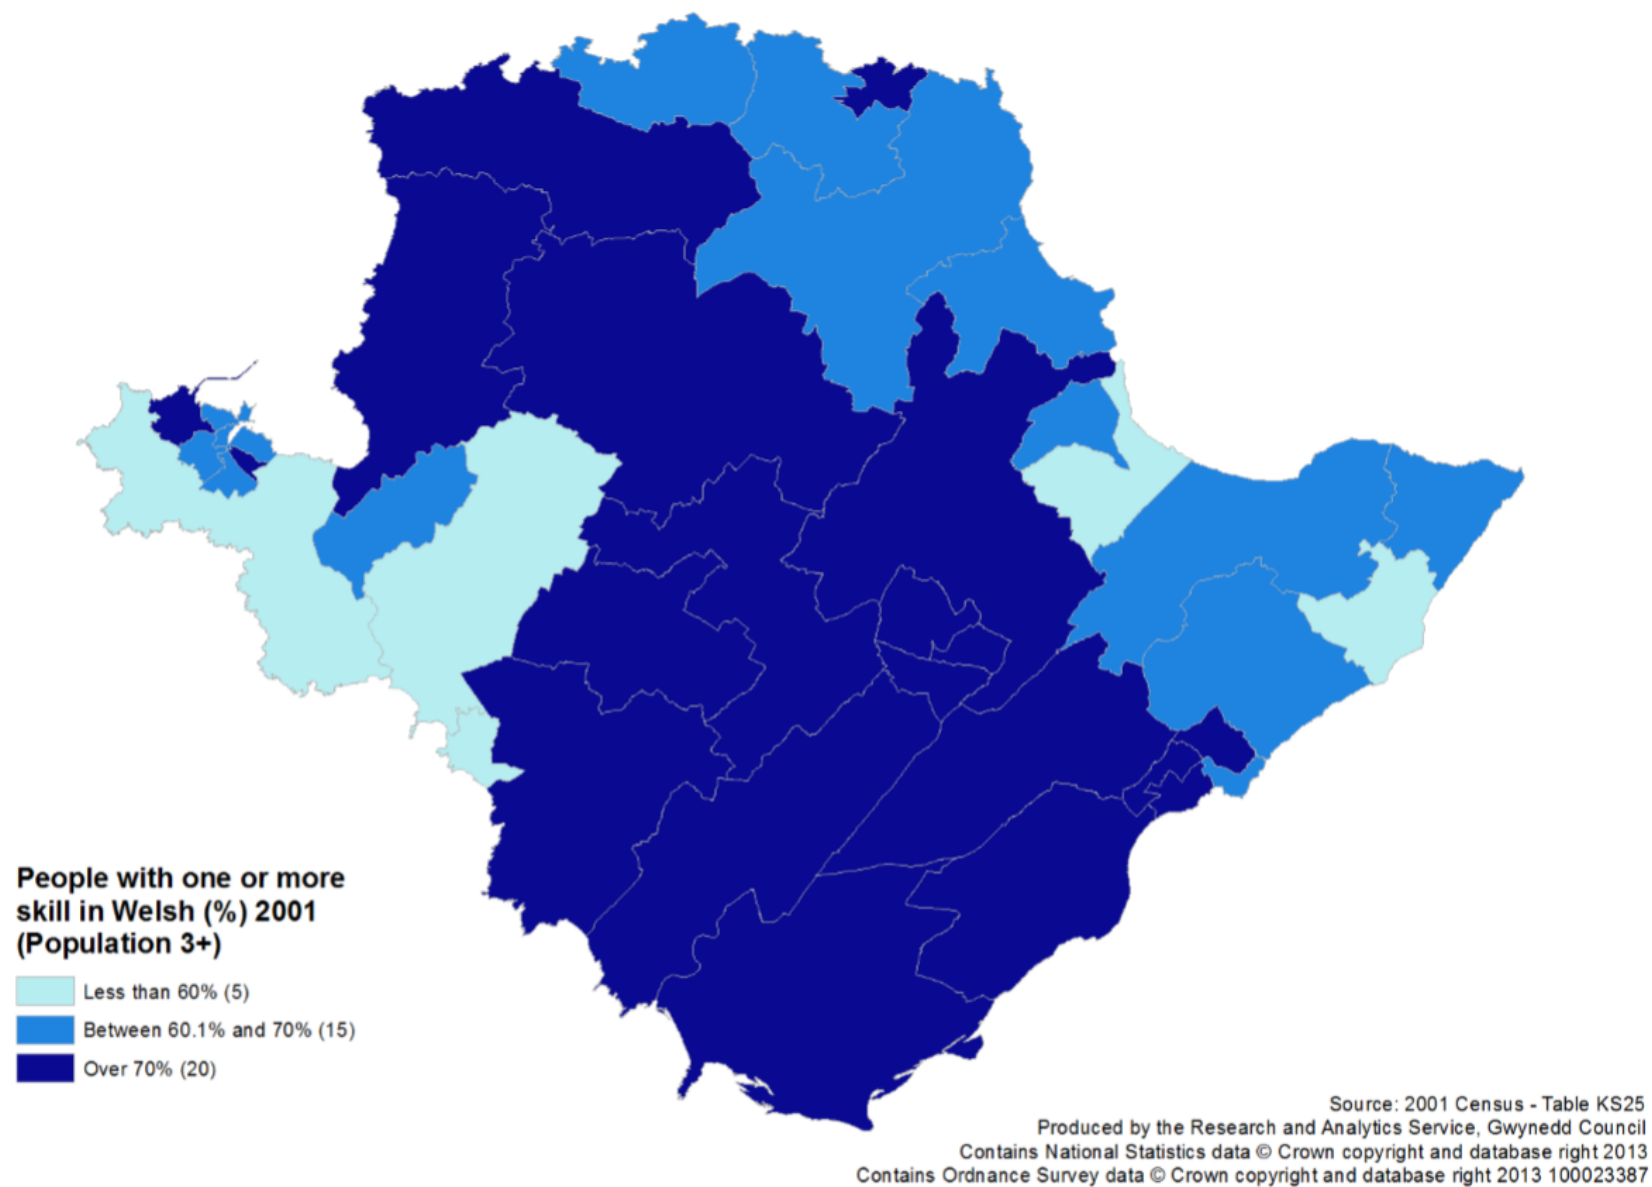 People with one or more
skill in Welsh (%) 2001
(Population 3+)
Less than 60% (5)
Between 60.1% and 70% (15)
Over 70% (20)
Source: 2001 Census - Table KS25
Produced by the Research and Analytics Service, Gwynedd Council
Contains National Statistics data © Crown copyright and database right 2013
Contains Ordnance Survey data © Crown copyright and database right 2013 100023387